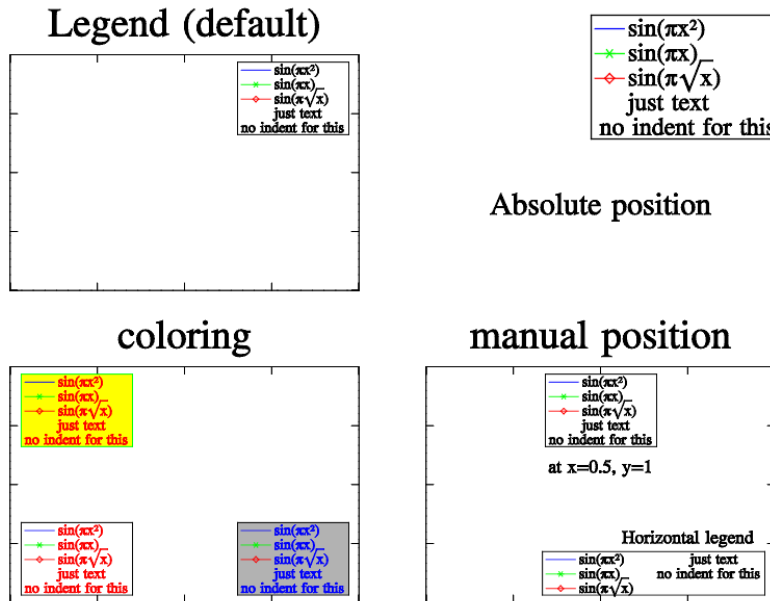 Legend (default)
sin(πx²)
sin(πx)
sin(π√x)
just text
no indent for this
sin(πx²)
sin(πx)
sin(π√x)
just text
no indent for this
Absolute position
coloring
sin(πx²)
sin(πx)
sin(π√x)
just text
no indent for this
sin(πx²)
sin(πx)
sin(π√x)
just text
no indent for this
sin(πx²)
sin(πx)
sin(π√x)
just text
no indent for this
manual position
sin(πx²)
sin(πx)
sin(π√x)
just text
no indent for this
at x=0.5, y=1
Horizontal legend
sin(πx²) just text
sin(πx) no indent for this
sin(π√x)